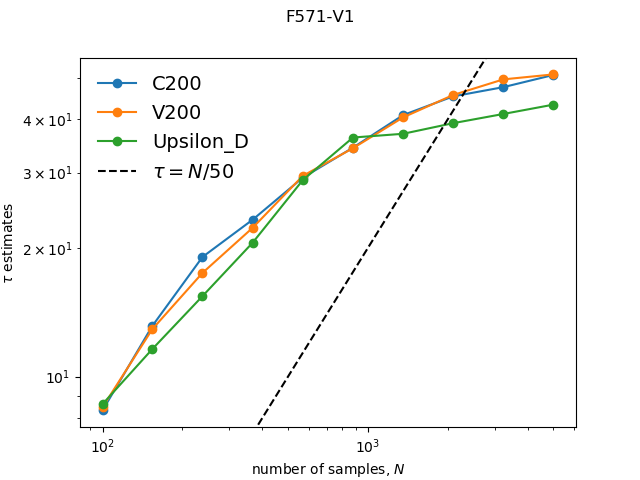 F571-V1
C200
V200
Upsilon_D
τ = N/50
4 × 10¹
3 × 10¹
2 × 10¹
10¹
τ estimates
10²
10³
number of samples, N